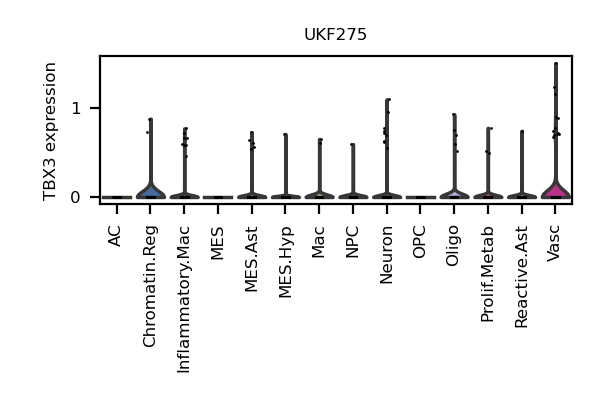 UKF275
TBX3 expression
1
0
AC
Chromatin.Reg
Inflammatory.Mac
MES
MES.Ast
MES.Hyp
Mac
NPC
Neuron
OPC
Oligo
Prolif.Metab
Reactive.Ast
Vasc